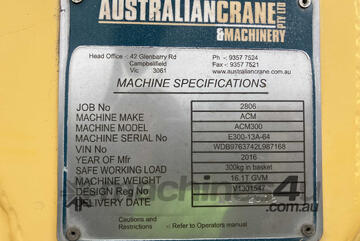 AUSTRALIANCRANE PTY LTD
& MACHINERY
Head Office -: 42 Glenbarry Rd
Campbellfield
Vic 3061
Ph -: 9357 7524
Fax -: 9357 7521
www.australiancrane.com.au
MACHINE SPECIFICATIONS
JOB No 2806
MACHINE MAKE ACM
MACHINE MODEL ACM300
MACHINE SERIAL No E300-13A-64
VIN No WDB9763742L987168
YEAR OF Mfr 2016
SAFE WORKING LOAD 300kg in basket
MACHINE WEIGHT 16.1T GVM
DESIGN Reg No V1301547
DELIVERY DATE
machines4u
Cautions and Restrictions -: Refer to Operators manual